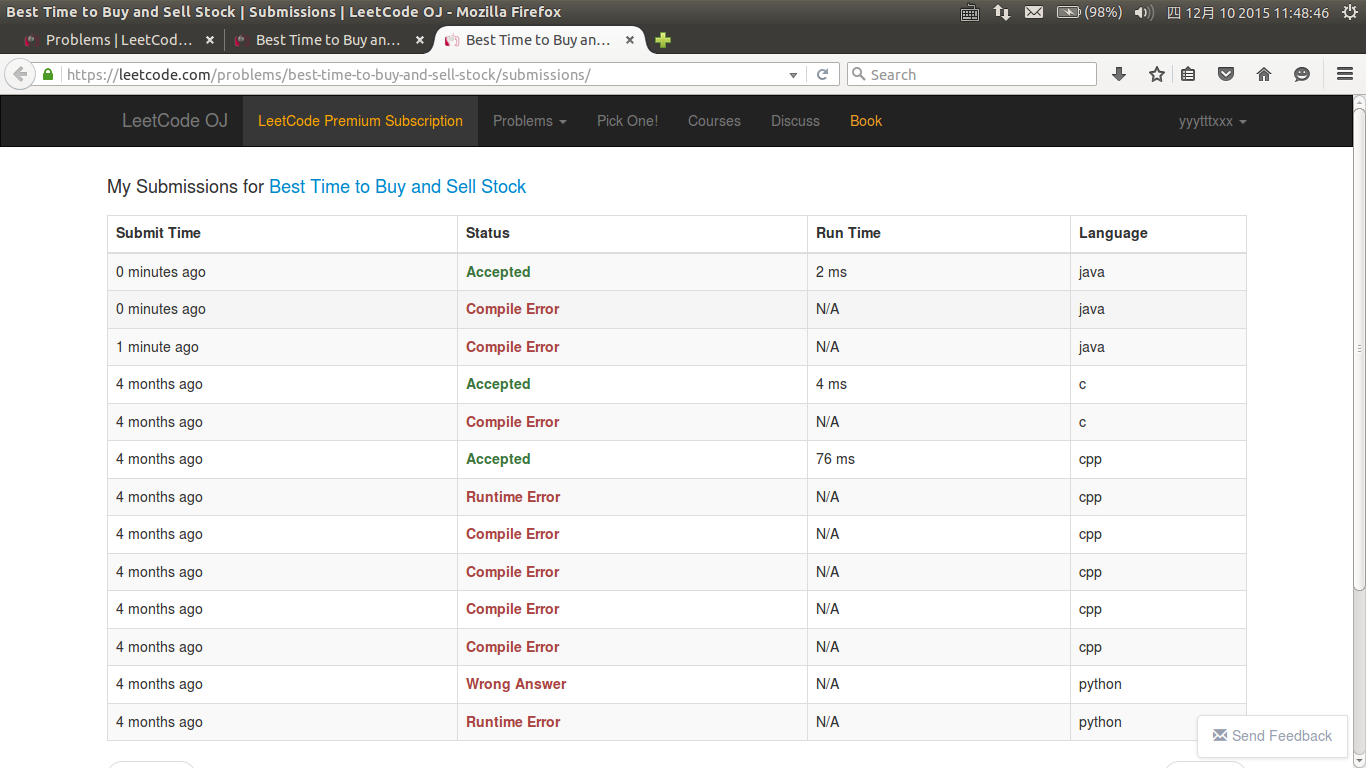 Best Time to Buy and Sell Stock | Submissions | LeetCode OJ - Mozilla Firefox (98%) 四 12月 10 2015 11:48:46
Problems | LeetCod... × Best Time to Buy an... × Best Time to Buy an... ×
https://leetcode.com/problems/best-time-to-buy-and-sell-stock/submissions/ Search
LeetCode OJ LeetCode Premium Subscription Problems Pick One! Courses Discuss Book yyytttxxx
My Submissions for Best Time to Buy and Sell Stock
Submit Time Status Run Time Language
0 minutes ago Accepted 2 ms java
0 minutes ago Compile Error N/A java
1 minute ago Compile Error N/A java
4 months ago Accepted 4 ms c
4 months ago Compile Error N/A c
4 months ago Accepted 76 ms cpp
4 months ago Runtime Error N/A cpp
4 months ago Compile Error N/A cpp
4 months ago Compile Error N/A cpp
4 months ago Compile Error N/A cpp
4 months ago Compile Error N/A cpp
4 months ago Wrong Answer N/A python
4 months ago Runtime Error N/A python
Send Feedback